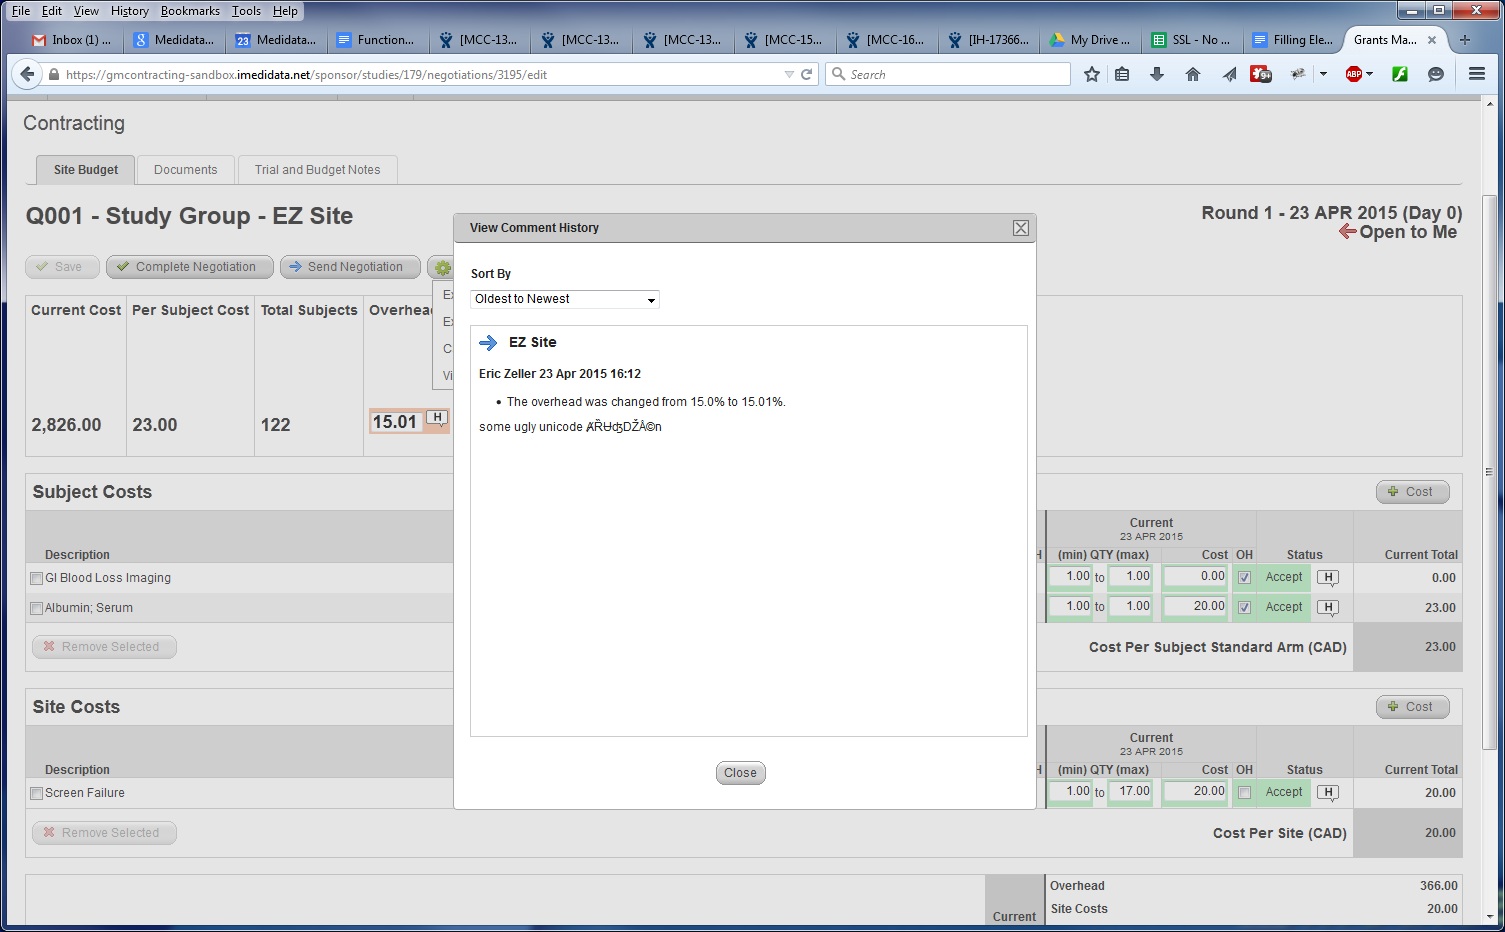 File Edit View History Bookmarks Tools Help
Inbox (1) ... Medidata... 23 Medidata... Function... [MCC-13... [MCC-13... [MCC-13... [MCC-15... [MCC-16... [IH-17366... My Drive ... SSL - No ... Filling Ele... Grants Ma...
https://gmcontracting-sandbox.imedidata.net/sponsor/studies/179/negotiations/3195/edit Search 9+ ABP
Contracting
Site Budget Documents Trial and Budget Notes
Q001 - Study Group - EZ Site
Round 1 - 23 APR 2015 (Day 0)
Open to Me
Save Complete Negotiation Send Negotiation
Current Cost Per Subject Cost Total Subjects Overhea
2,826.00 23.00 122 15.01 H
Ex
Ex
C
Vi
View Comment History
Sort By
Oldest to Newest
EZ Site
Eric Zeller 23 Apr 2015 16:12
• The overhead was changed from 15.0% to 15.01%.
some ugly unicode
Close
Subject Costs
Cost
Current
23 APR 2015
Description (min) QTY (max) Cost OH Status Current Total
GI Blood Loss Imaging 1.00 to 1.00 0.00 Accept H 0.00
Albumin; Serum 1.00 to 1.00 20.00 Accept H 23.00
Remove Selected Cost Per Subject Standard Arm (CAD) 23.00
Site Costs
Cost
Current
23 APR 2015
Description (min) QTY (max) Cost OH Status Current Total
Screen Failure 1.00 to 17.00 20.00 Accept H 20.00
Remove Selected Cost Per Site (CAD) 20.00
Overhead 366.00
Current Site Costs 20.00